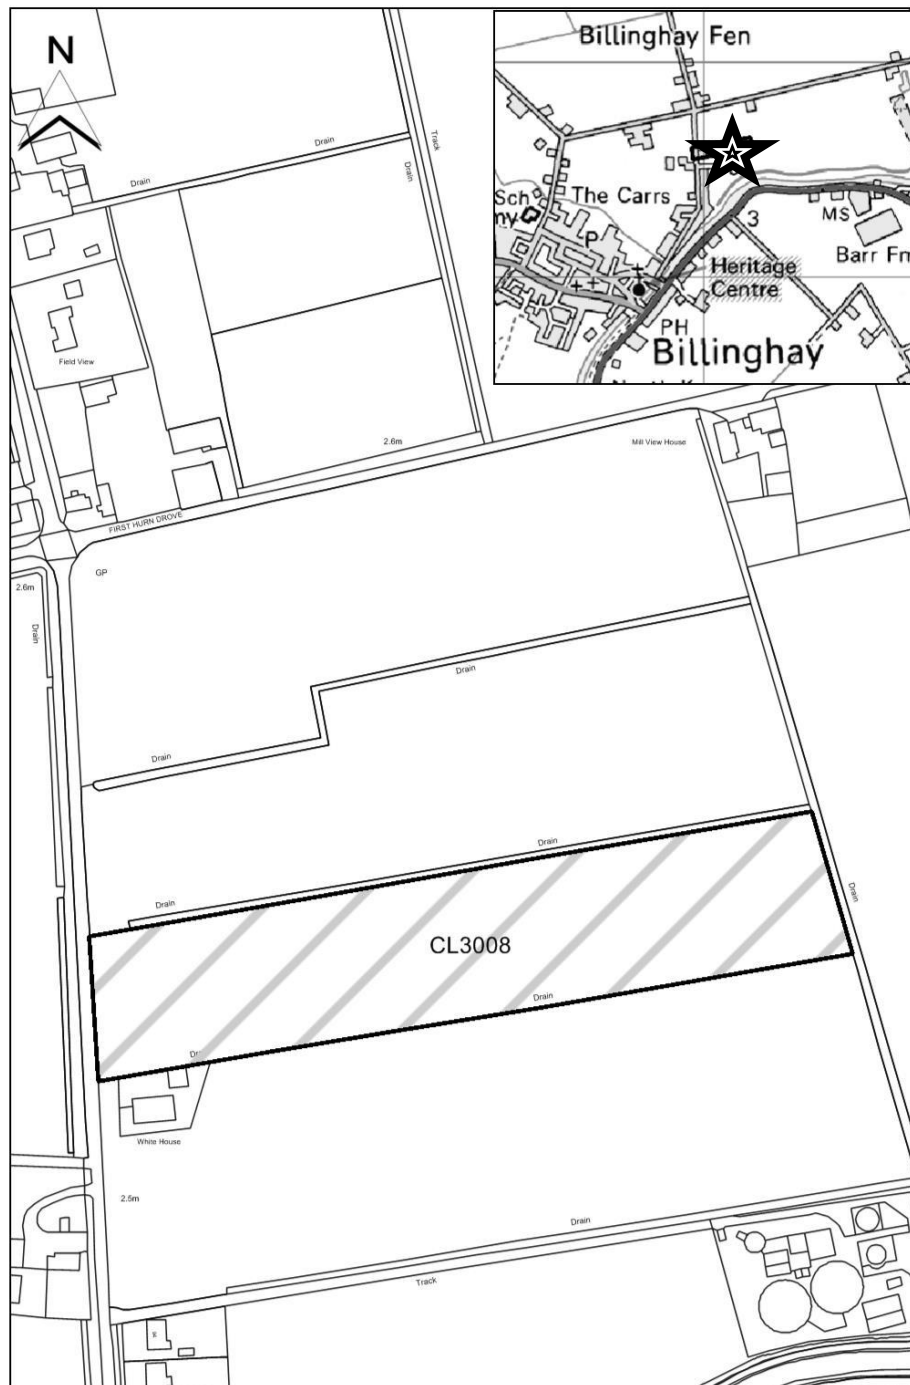 N
Billinghay Fen
Sch
my
The Carrs
P
3
MS
Barr Fm
Heritage
Centre
PH
Billinghay
Drain
Drain
Track
Drain
Field View
2.6m
Mill View House
FIRST HURN DROVE
GP
2.6m
Drain
Drain
Drain
Drain
Drain
Drain
CL3008
Drain
White House
2.5m
Drain
Track